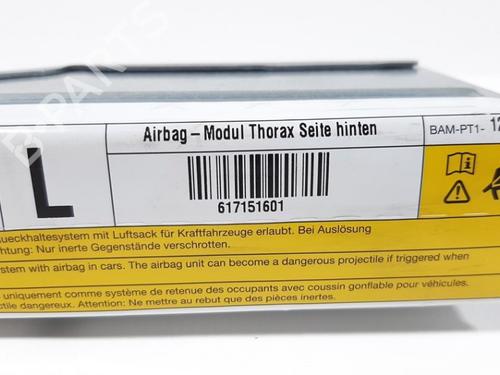 Airbag – Modul Thorax Seite hinten
BAM-PT1- 12
L
617151601
ueckhaltesystem mit Luftsack für Kraftfahrzeuge erlaubt. Bei Auslösung
htung: Nur inerte Gegenstände verschrotten.
stem with airbag in cars. The airbag unit can become a dangerous projectile if triggered when
s uniquement comme système de retenue des occupants avec coussin gonflable pour véhicules.
ctile dangereux. Attention: Ne mettre au rebut que des pièces inertes.
B-PARTS